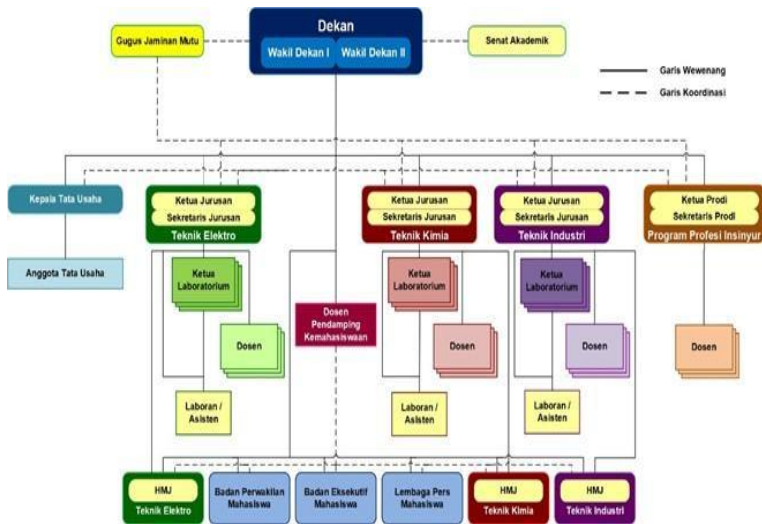 Dekan
Wakil Dekan I
Wakil Dekan II
Gugus Jaminan Mutu
Senat Akademik
Garis Wewenang
Garis Koordinasi
Kepala Tata Usaha
Ketua Jurusan
Sekretaris Jurusan
Teknik Elektro
Ketua Jurusan
Sekretaris Jurusan
Teknik Kimia
Ketua Jurusan
Sekretaris Jurusan
Teknik Industri
Ketua Prodi
Sekretaris Prodi
Program Profesi Insinyur
Anggota Tata Usaha
Ketua
Laboratorium
Ketua
Laboratorium
Ketua
Laboratorium
Dosen
Pendamping
Kemahasiswaan
Dosen
Dosen
Dosen
Dosen
Laboran /
Asisten
Laboran /
Asisten
Laboran /
Asisten
HMJ
Teknik Elektro
Badan Perwakilan
Mahasiswa
Badan Eksekutif
Mahasiswa
Lembaga Pers
Mahasiswa
HMJ
Teknik Kimia
HMJ
Teknik Industri